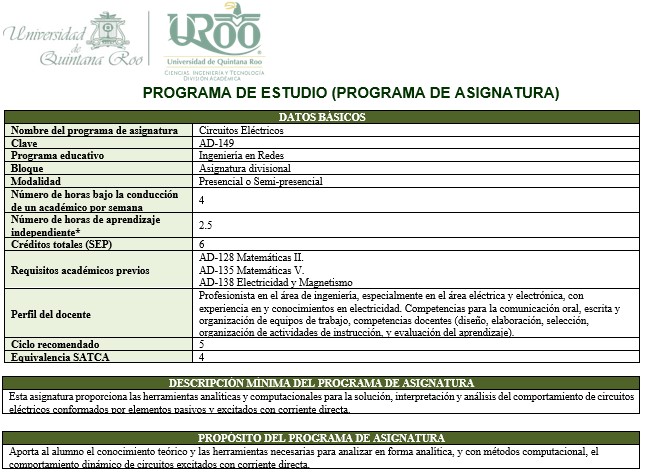 Universidad
de
Quintana Roo
UQROO
Universidad de Quintana Roo
CIENCIAS, INGENIERÍA Y TECNOLOGÍA
DIVISIÓN ACADÉMICA
PROGRAMA DE ESTUDIO (PROGRAMA DE ASIGNATURA)
DATOS BÁSICOS
Nombre del programa de asignatura Circuitos Eléctricos
Clave AD-149
Programa educativo Ingeniería en Redes
Bloque Asignatura divisional
Modalidad Presencial o Semi-presencial
Número de horas bajo la conducción
de un académico por semana 4
Número de horas de aprendizaje
independiente* 2.5
Créditos totales (SEP) 6
Requisitos académicos previos AD-128 Matemáticas II.
AD-135 Matemáticas V.
AD-138 Electricidad y Magnetismo
Perfil del docente Profesionista en el área de ingeniería, especialmente en el área eléctrica y electrónica, con
experiencia en y conocimientos en electricidad. Competencias para la comunicación oral, escrita y
organización de equipos de trabajo, competencias docentes (diseño, elaboración, selección,
organización de actividades de instrucción, y evaluación del aprendizaje).
Ciclo recomendado 5
Equivalencia SATCA 4
DESCRIPCIÓN MÍNIMA DEL PROGRAMA DE ASIGNATURA
Esta asignatura proporciona las herramientas analíticas y computacionales para la solución, interpretación y análisis del comportamiento de circuitos
eléctricos conformados por elementos pasivos y excitados con corriente directa.
PROPÓSITO DEL PROGRAMA DE ASIGNATURA
Aporta al alumno el conocimiento teórico y las herramientas necesarias para analizar en forma analítica, y con métodos computacional, el
comportamiento dinámico de circuitos excitados con corriente directa.